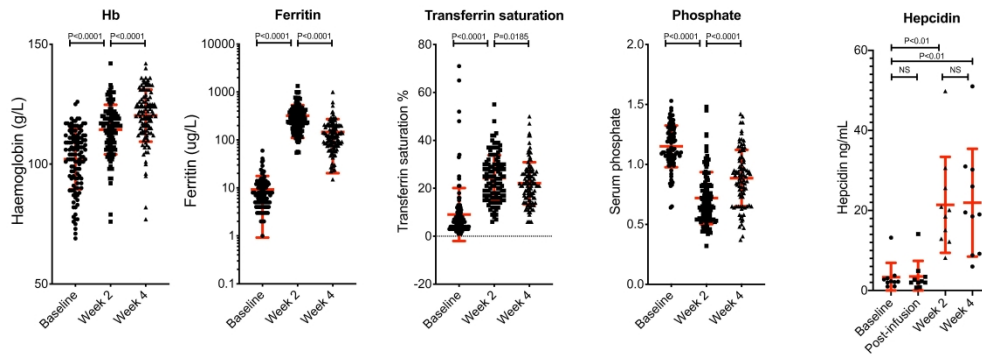 Hb
P<0.0001 P<0.0001
Haemoglobin (g/L)
150
100
50
Baseline
Week 2
Week 4
Ferritin
P<0.0001 P<0.0001
Ferritin (ug/L)
10000
1000
100
10
1
0.1
Baseline
Week 2
Week 4
Transferrin saturation
P<0.0001 P=0.0185
Transferrin saturation %
80
60
40
20
0
-20
Baseline
Week 2
Week 4
Phosphate
P<0.0001 P<0.0001
Serum phosphate
2.0
1.5
1.0
0.5
0.0
Baseline
Week 2
Week 4
Hepcidin
P<0.01
P<0.01
NS NS
Hepcidin ng/mL
60
40
20
0
Baseline
Post-infusion
Week 2
Week 4